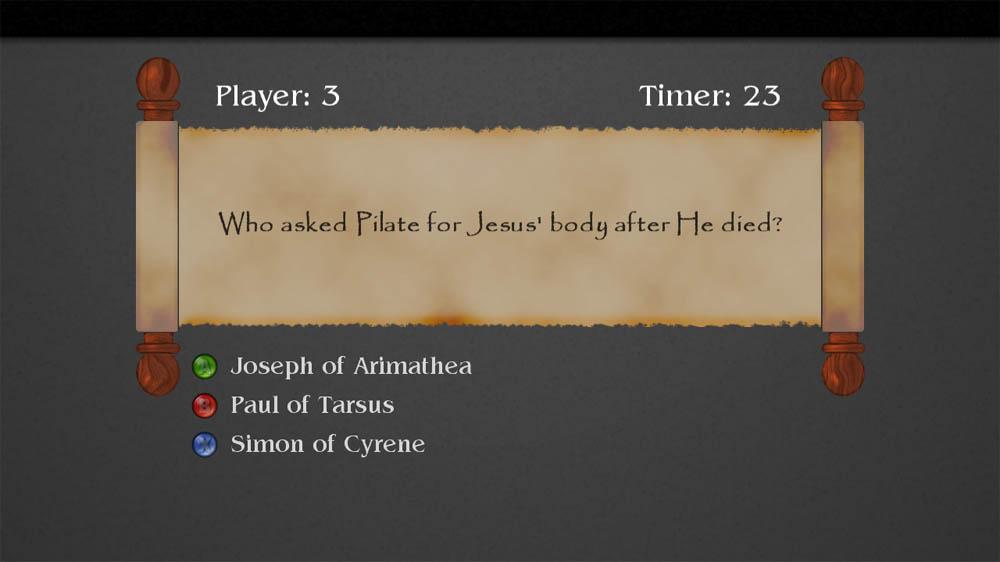 Player: 3
Timer: 23
Who asked Pilate for Jesus' body after He died?
A Joseph of Arimathea
B Paul of Tarsus
X Simon of Cyrene